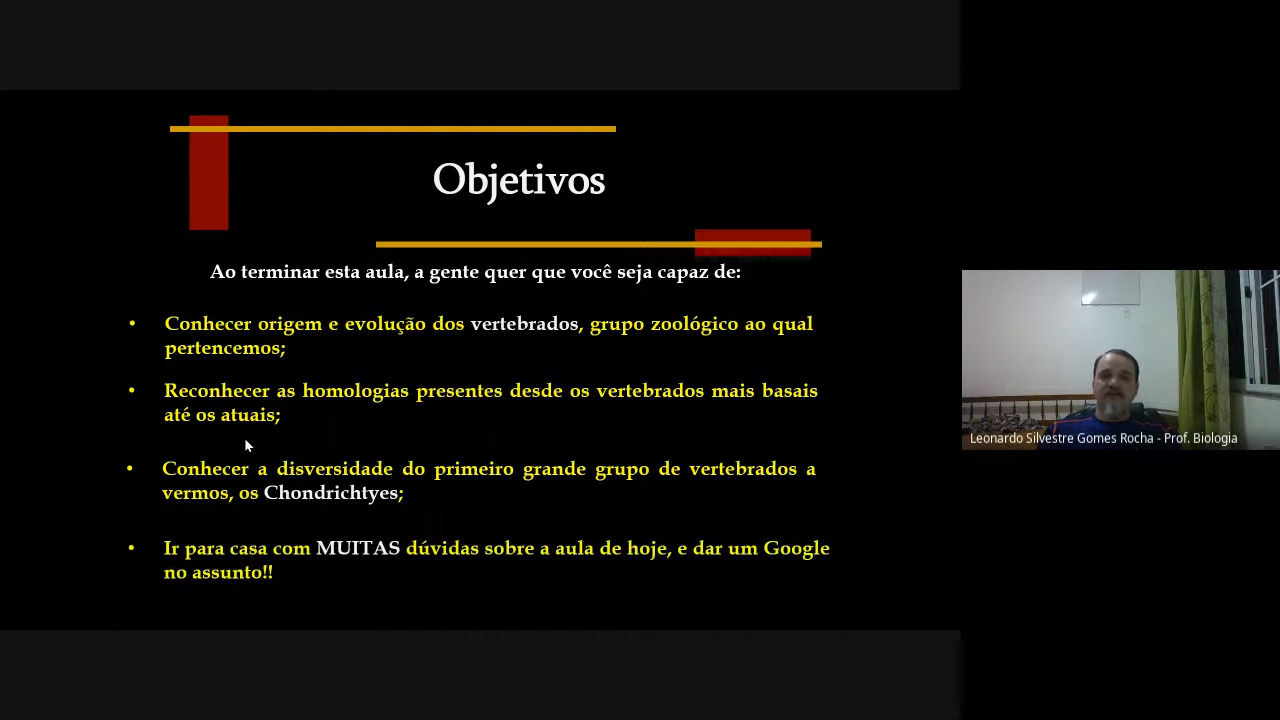 Objetivos
Ao terminar esta aula, a gente quer que você seja capaz de:
• Conhecer origem e evolução dos vertebrados, grupo zoológico ao qual
pertencemos;
• Reconhecer as homologias presentes desde os vertebrados mais basais
até os atuais;
• Conhecer a disversidade do primeiro grande grupo de vertebrados a
vermos, os Chondrichtyes;
• Ir para casa com MUITAS dúvidas sobre a aula de hoje, e dar um Google
no assunto!!
Leonardo Silvestre Gomes Rocha - Prof. Biologia